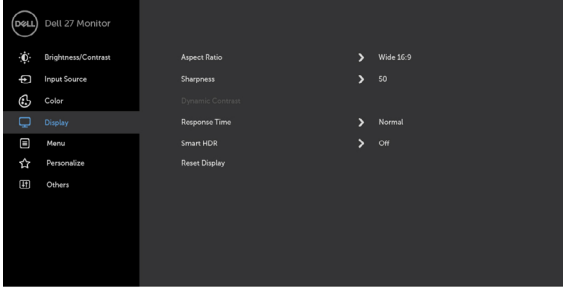 DELL Dell 27 Monitor
Brightness/Contrast
Input Source
Color
Display
Menu
Personalize
Others
Aspect Ratio Wide 16:9
Sharpness 50
Dynamic Contrast
Response Time Normal
Smart HDR Off
Reset Display